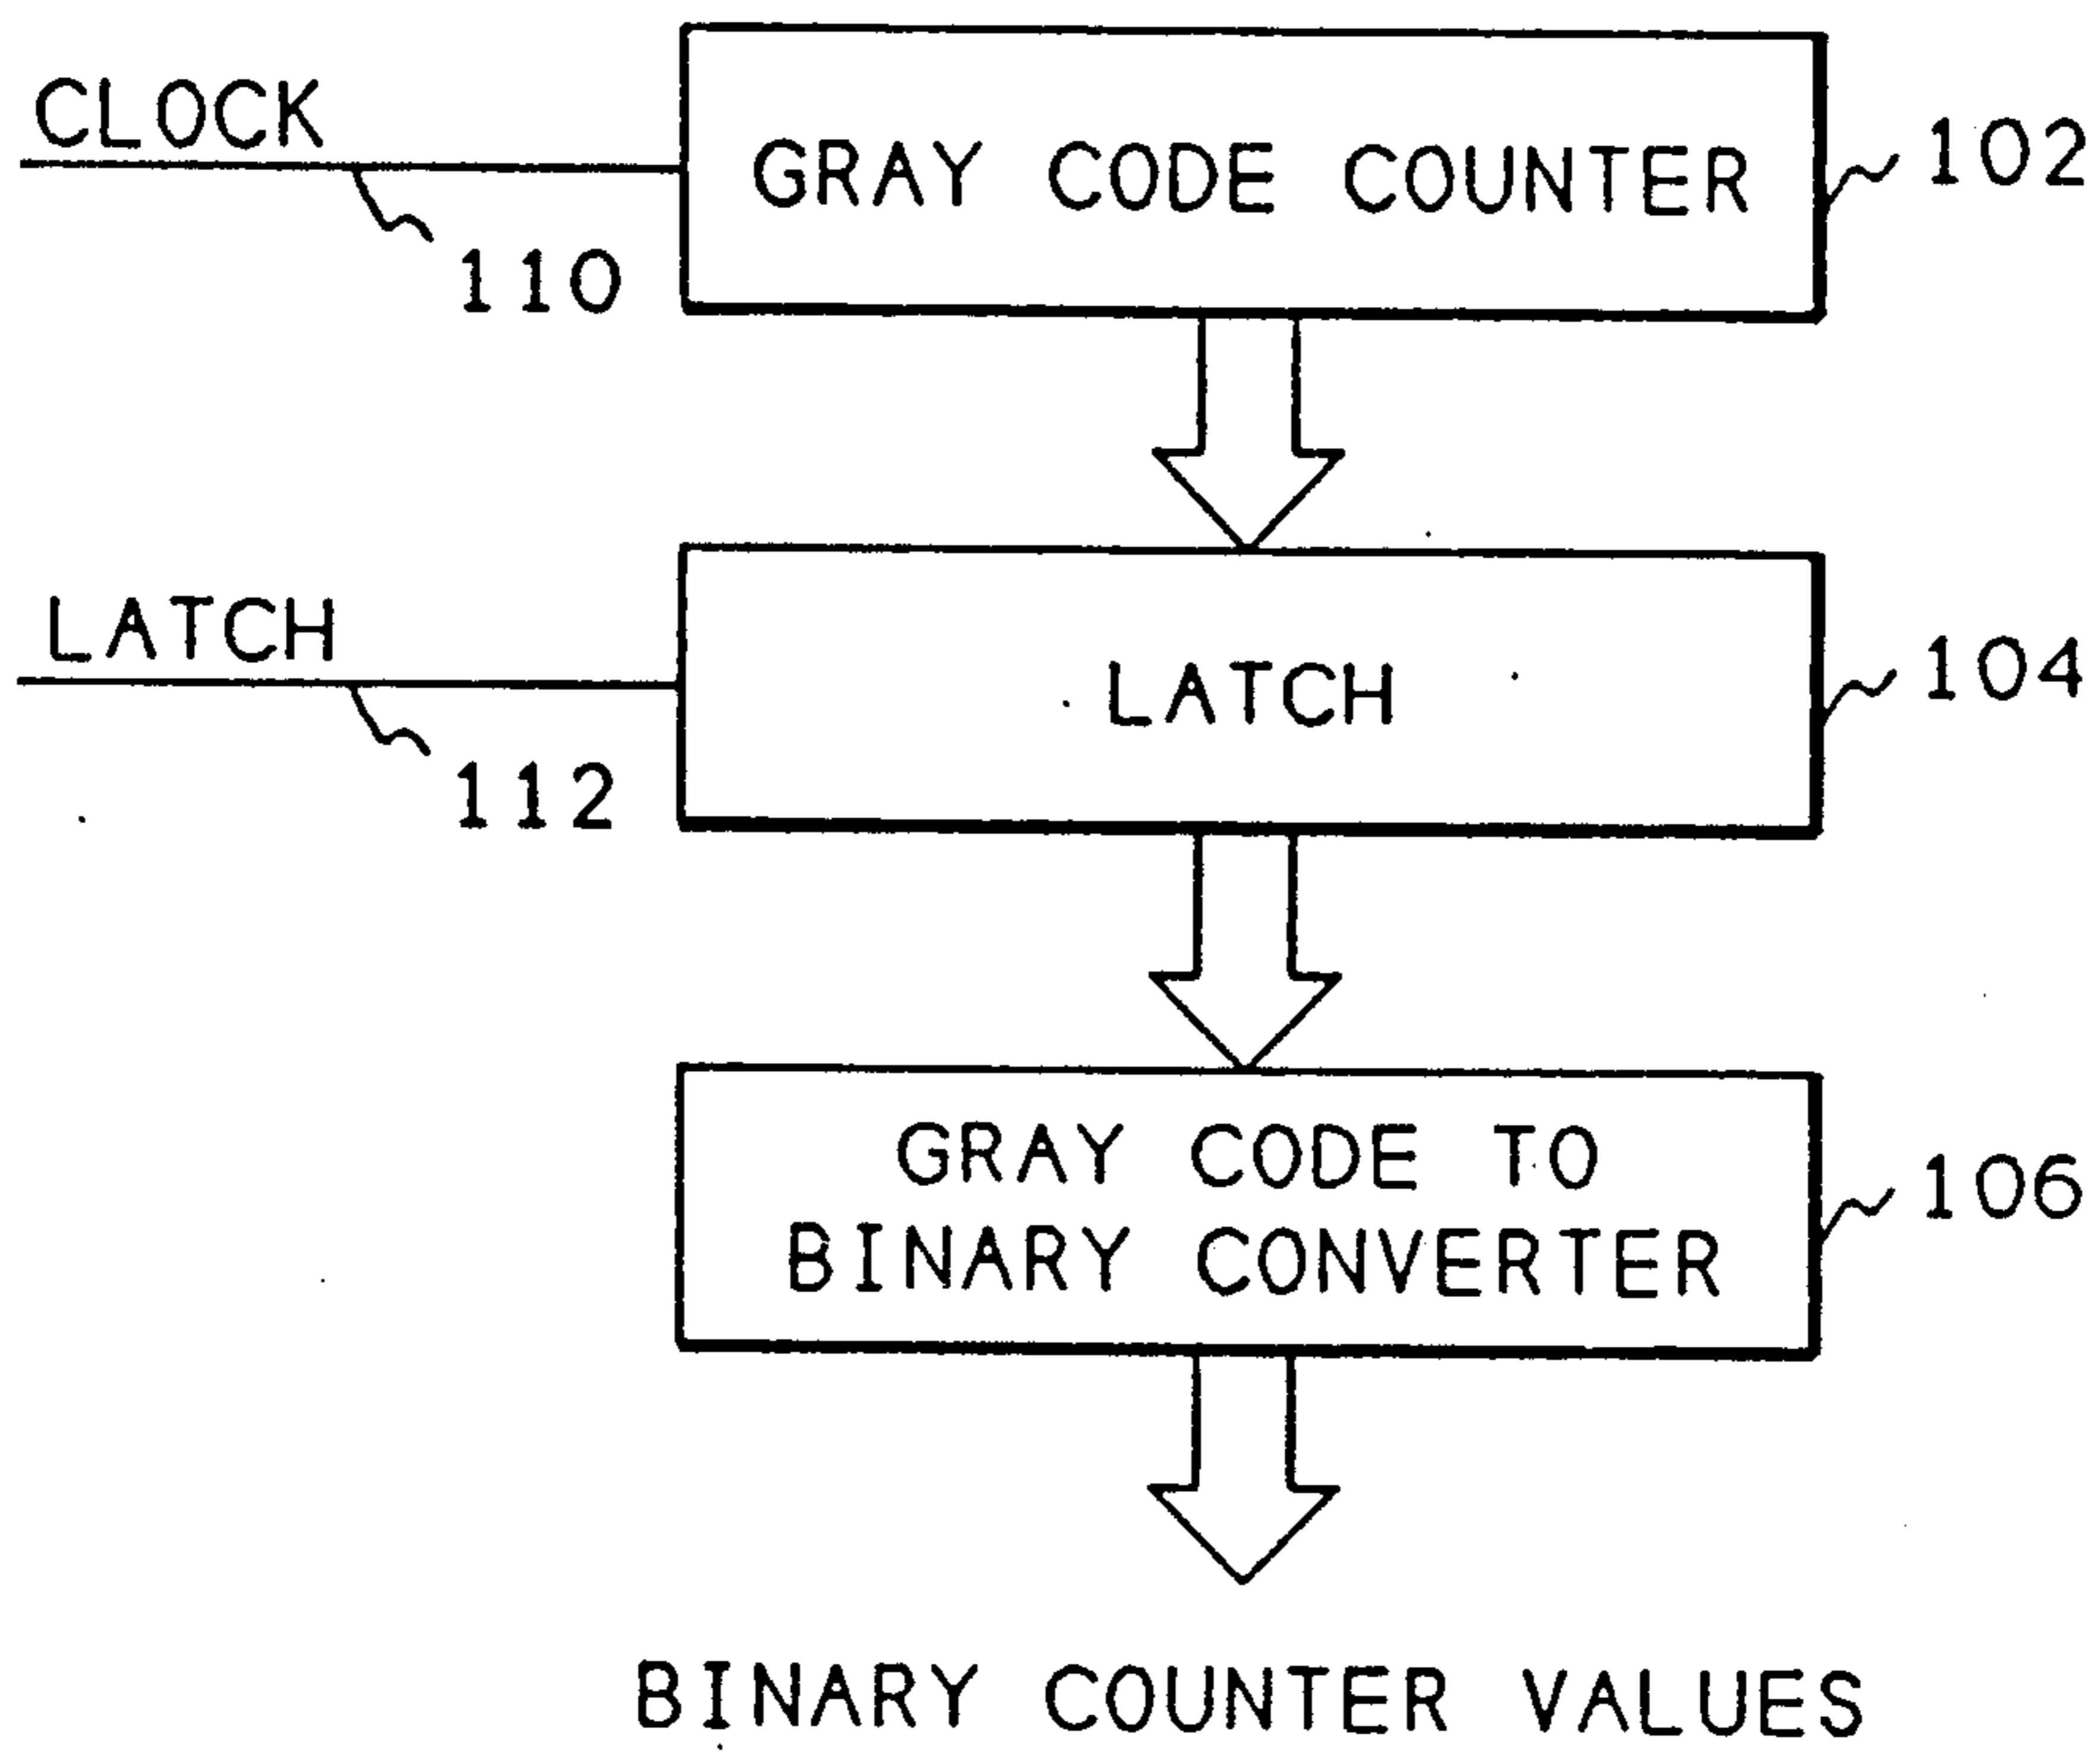 CLOCK
GRAY CODE COUNTER
102
110
LATCH
LATCH
104
112
GRAY CODE TO
BINARY CONVERTER
106
BINARY COUNTER VALUES